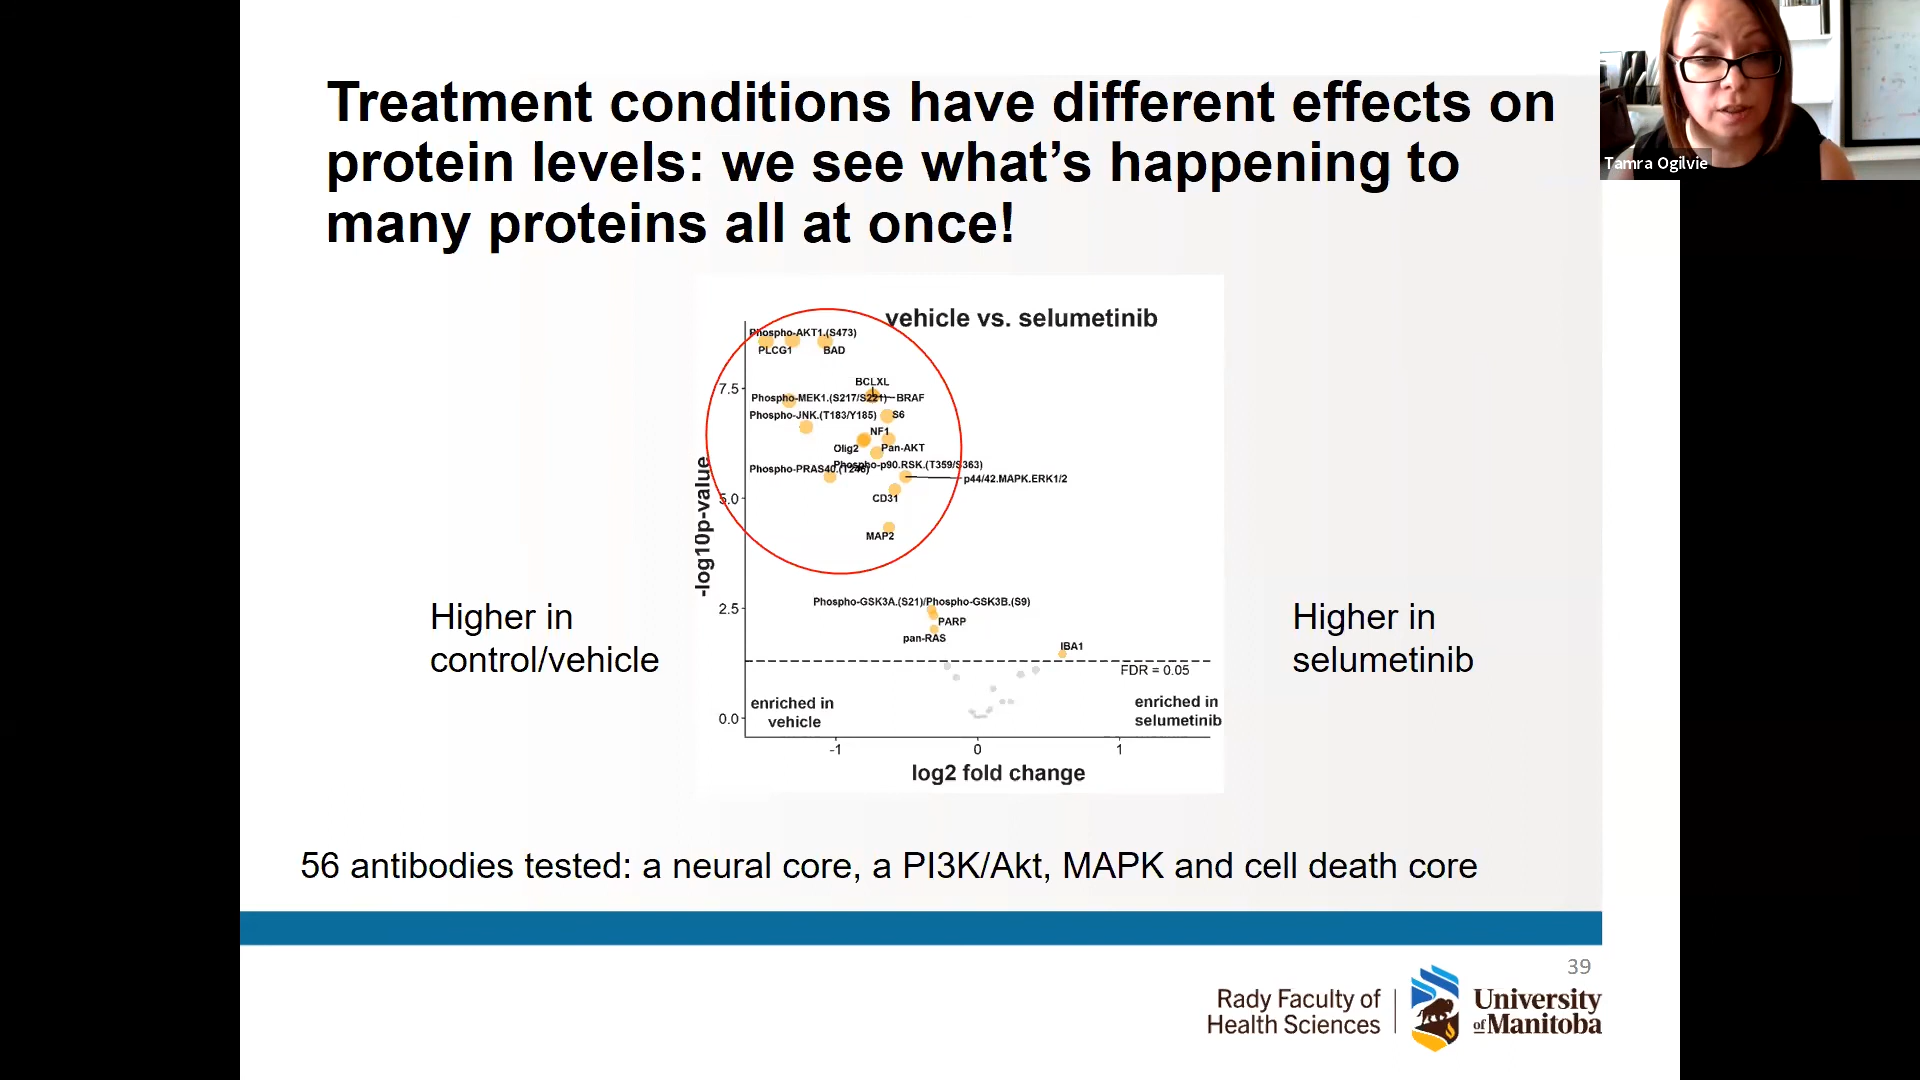 Treatment conditions have different effects on
protein levels: we see what’s happening to
many proteins all at once!
Tamra Ogilvie
vehicle vs. selumetinib
Phospho-AKT1.(S473)
PLCG1
BAD
BCLXL
7.5
Phospho-MEK1.(S217/S221)
BRAF
Phospho-JNK.(T183/Y185)
S6
NF1
Olig2
Pan-AKT
Phospho-p90.RSK.(T359/S363)
Phospho-PRAS40.(T246)
p44/42.MAPK.ERK1/2
5.0
CD31
MAP2
-log10p-value
Phospho-GSK3A.(S21)/Phospho-GSK3B.(S9)
2.5
PARP
pan-RAS
IBA1
FDR = 0.05
enriched in
vehicle
enriched in
selumetinib
0.0
-1
0
1
log2 fold change
Higher in
control/vehicle
Higher in
selumetinib
56 antibodies tested: a neural core, a PI3K/Akt, MAPK and cell death core
39
Rady Faculty of
Health Sciences
University
of Manitoba